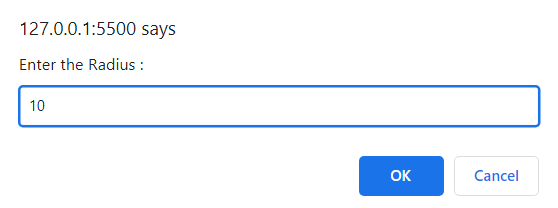 127.0.0.1:5500 says
Enter the Radius :
10
OK Cancel